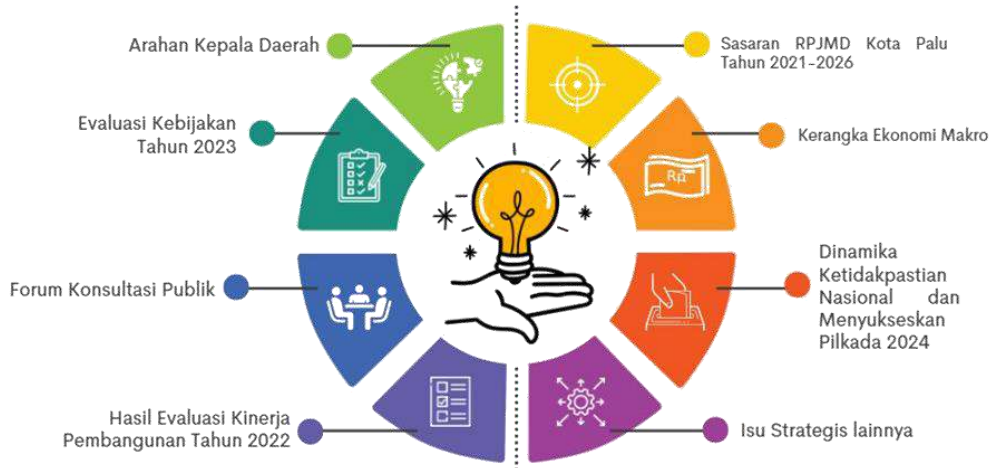 Arahan Kepala Daerah
Sasaran RPJMD Kota Palu
Tahun 2021-2026
Evaluasi Kebijakan
Tahun 2023
Kerangka Ekonomi Makro
Rp
Forum Konsultasi Publik
Dinamika
Ketidakpastian
Nasional dan
Menyukseskan
Pilkada 2024
Hasil Evaluasi Kinerja
Pembangunan Tahun 2022
Isu Strategis lainnya